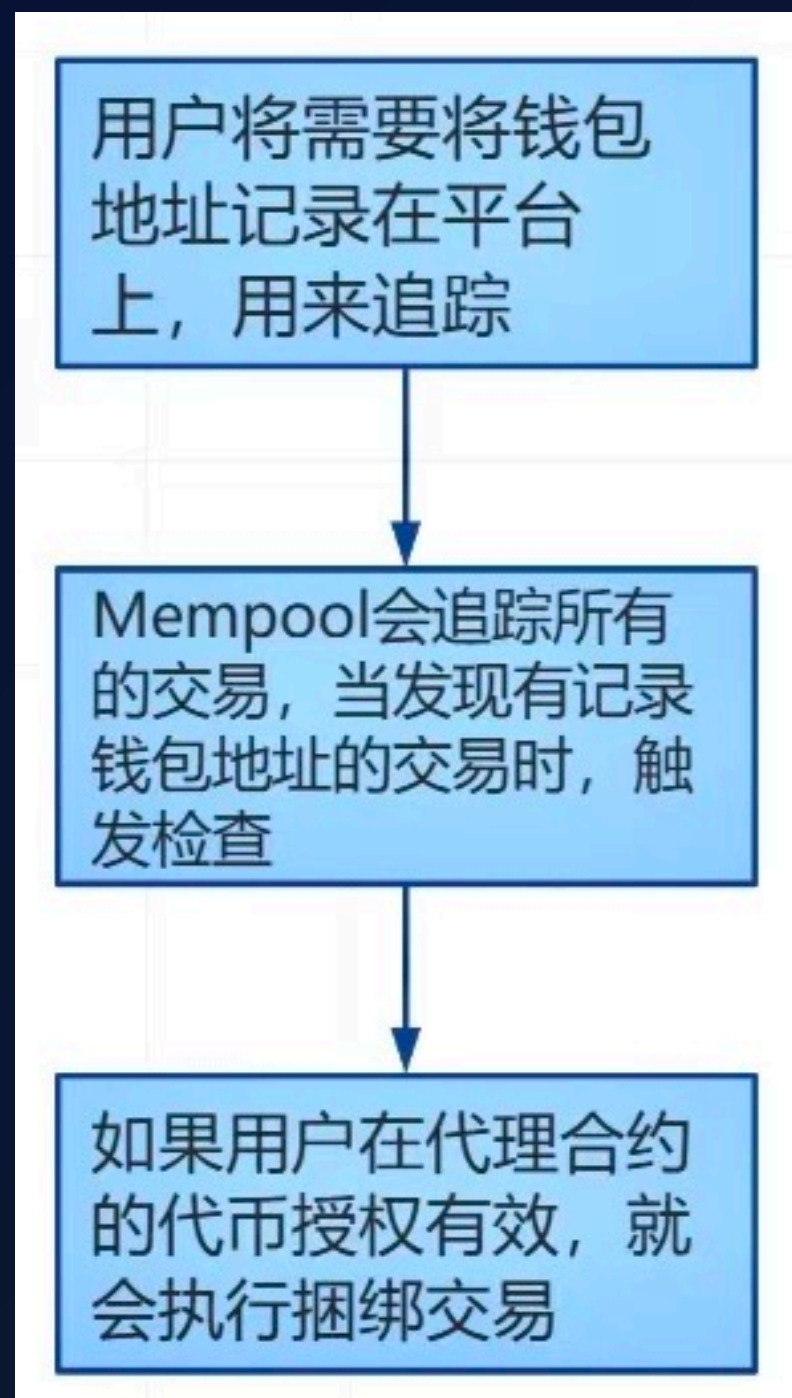 用户将需要将钱包
地址记录在平台
上，用来追踪
Mempool会追踪所有
的交易，当发现有记录
钱包地址的交易时，触
发检查
如果用户在代理合约
的代币授权有效，就
会执行捆绑交易